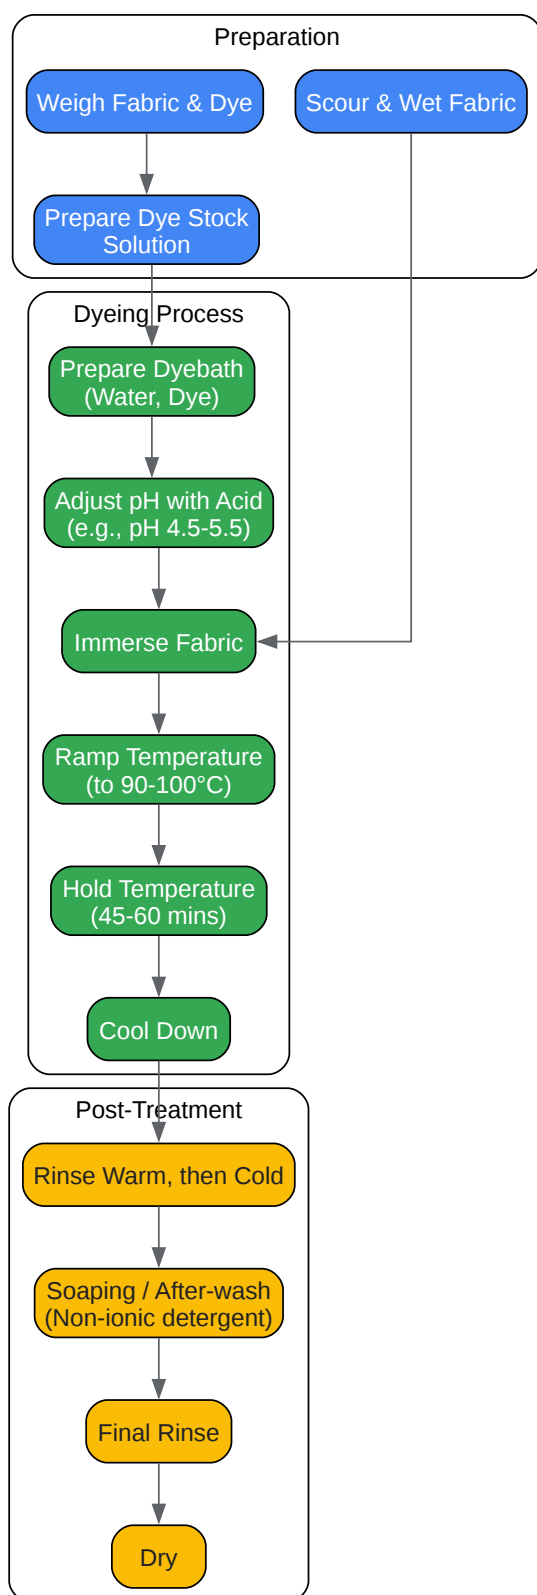 Preparation
Weigh Fabric & Dye
Scour & Wet Fabric
Prepare Dye Stock
Solution
Dyeing Process
Prepare Dyebath
(Water, Dye)
Adjust pH with Acid
(e.g., pH 4.5-5.5)
Immerse Fabric
Ramp Temperature
(to 90-100°C)
Hold Temperature
(45-60 mins)
Cool Down
Post-Treatment
Rinse Warm, then Cold
Soaping / After-wash
(Non-ionic detergent)
Final Rinse
Dry